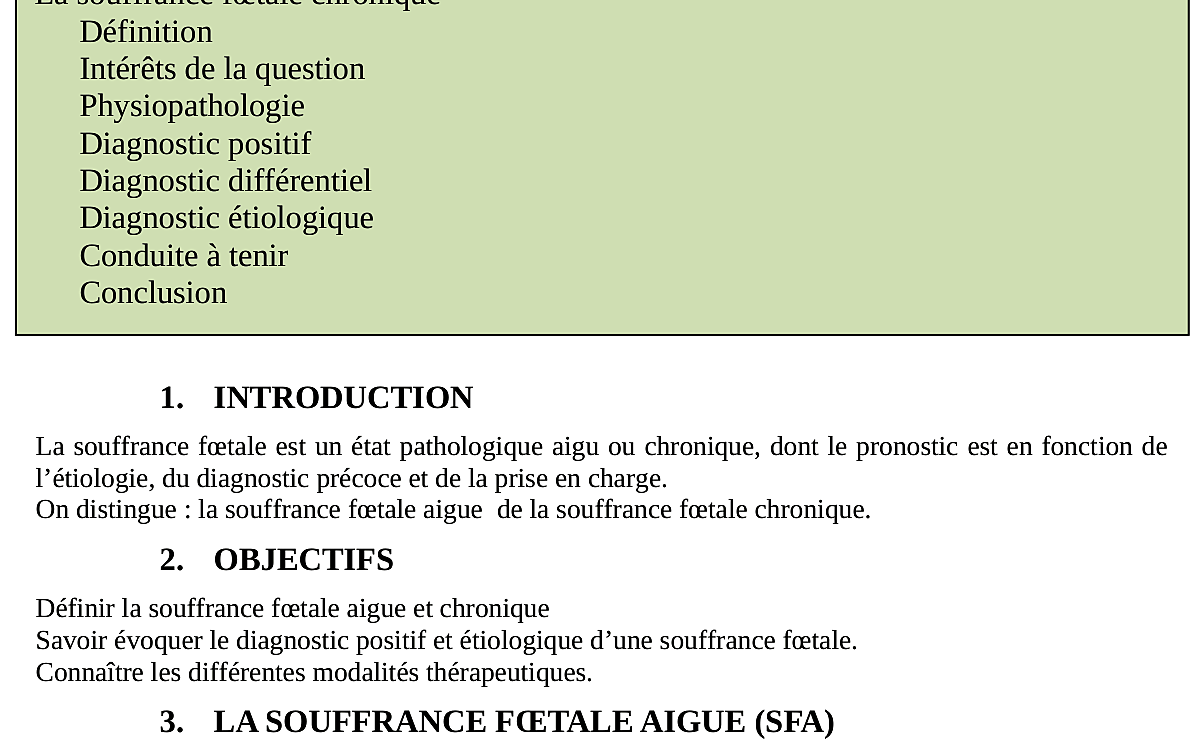 La souffrance fœtale chronique
Définition
Intérêts de la question
Physiopathologie
Diagnostic positif
Diagnostic différentiel
Diagnostic étiologique
Conduite à tenir
Conclusion
1. INTRODUCTION
La souffrance fœtale est un état pathologique aigu ou chronique, dont le pronostic est en fonction de
l’étiologie, du diagnostic précoce et de la prise en charge.
On distingue : la souffrance fœtale aigue  de la souffrance fœtale chronique.
2. OBJECTIFS
Définir la souffrance fœtale aigue et chronique
Savoir évoquer le diagnostic positif et étiologique d’une souffrance fœtale.
Connaître les différentes modalités thérapeutiques.
3. LA SOUFFRANCE FŒTALE AIGUE (SFA)